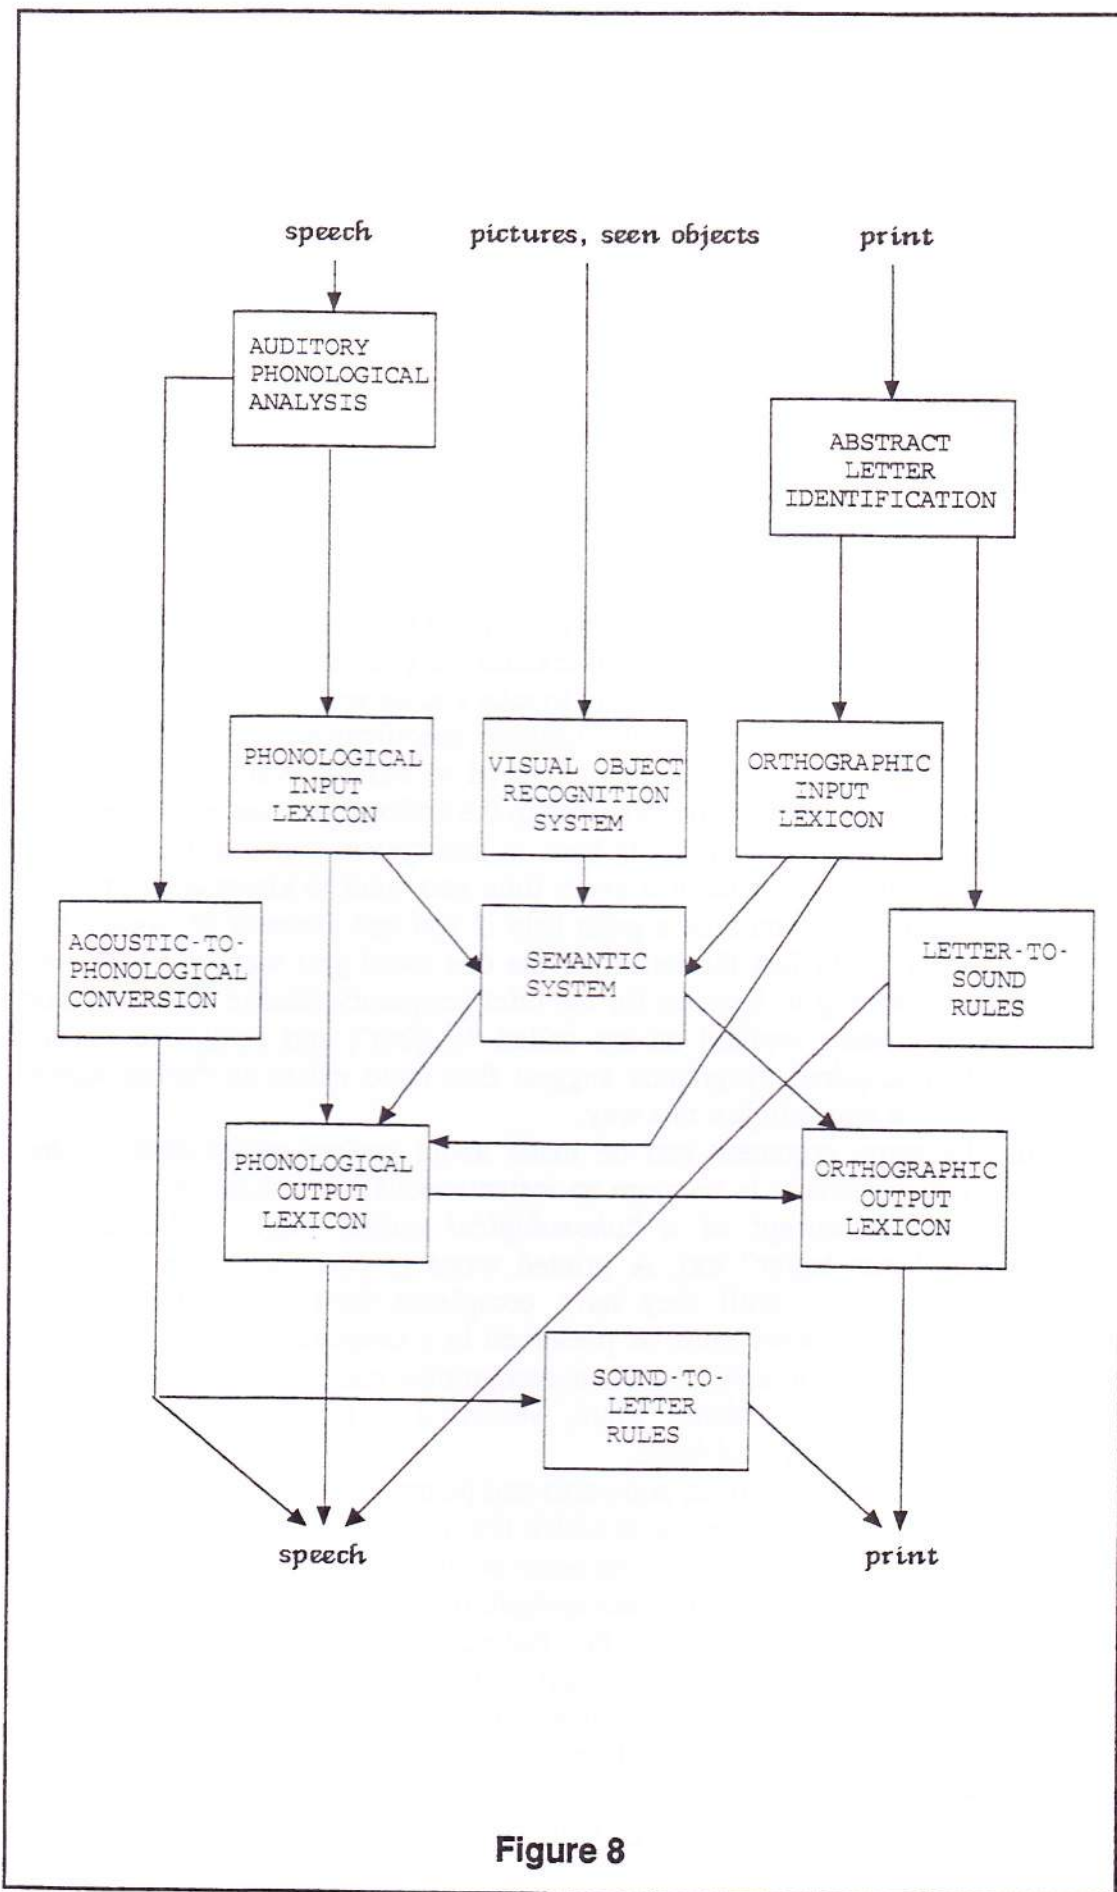 speech
pictures, seen objects
print
AUDITORY
PHONOLOGICAL
ANALYSIS
ABSTRACT
LETTER
IDENTIFICATION
PHONOLOGICAL
INPUT
LEXICON
VISUAL OBJECT
RECOGNITION
SYSTEM
ORTHOGRAPHIC
INPUT
LEXICON
ACOUSTIC-TO-
PHONOLOGICAL
CONVERSION
SEMANTIC
SYSTEM
LETTER-TO-
SOUND
RULES
PHONOLOGICAL
OUTPUT
LEXICON
ORTHOGRAPHIC
OUTPUT
LEXICON
SOUND-TO-
LETTER
RULES
speech
print
Figure 8